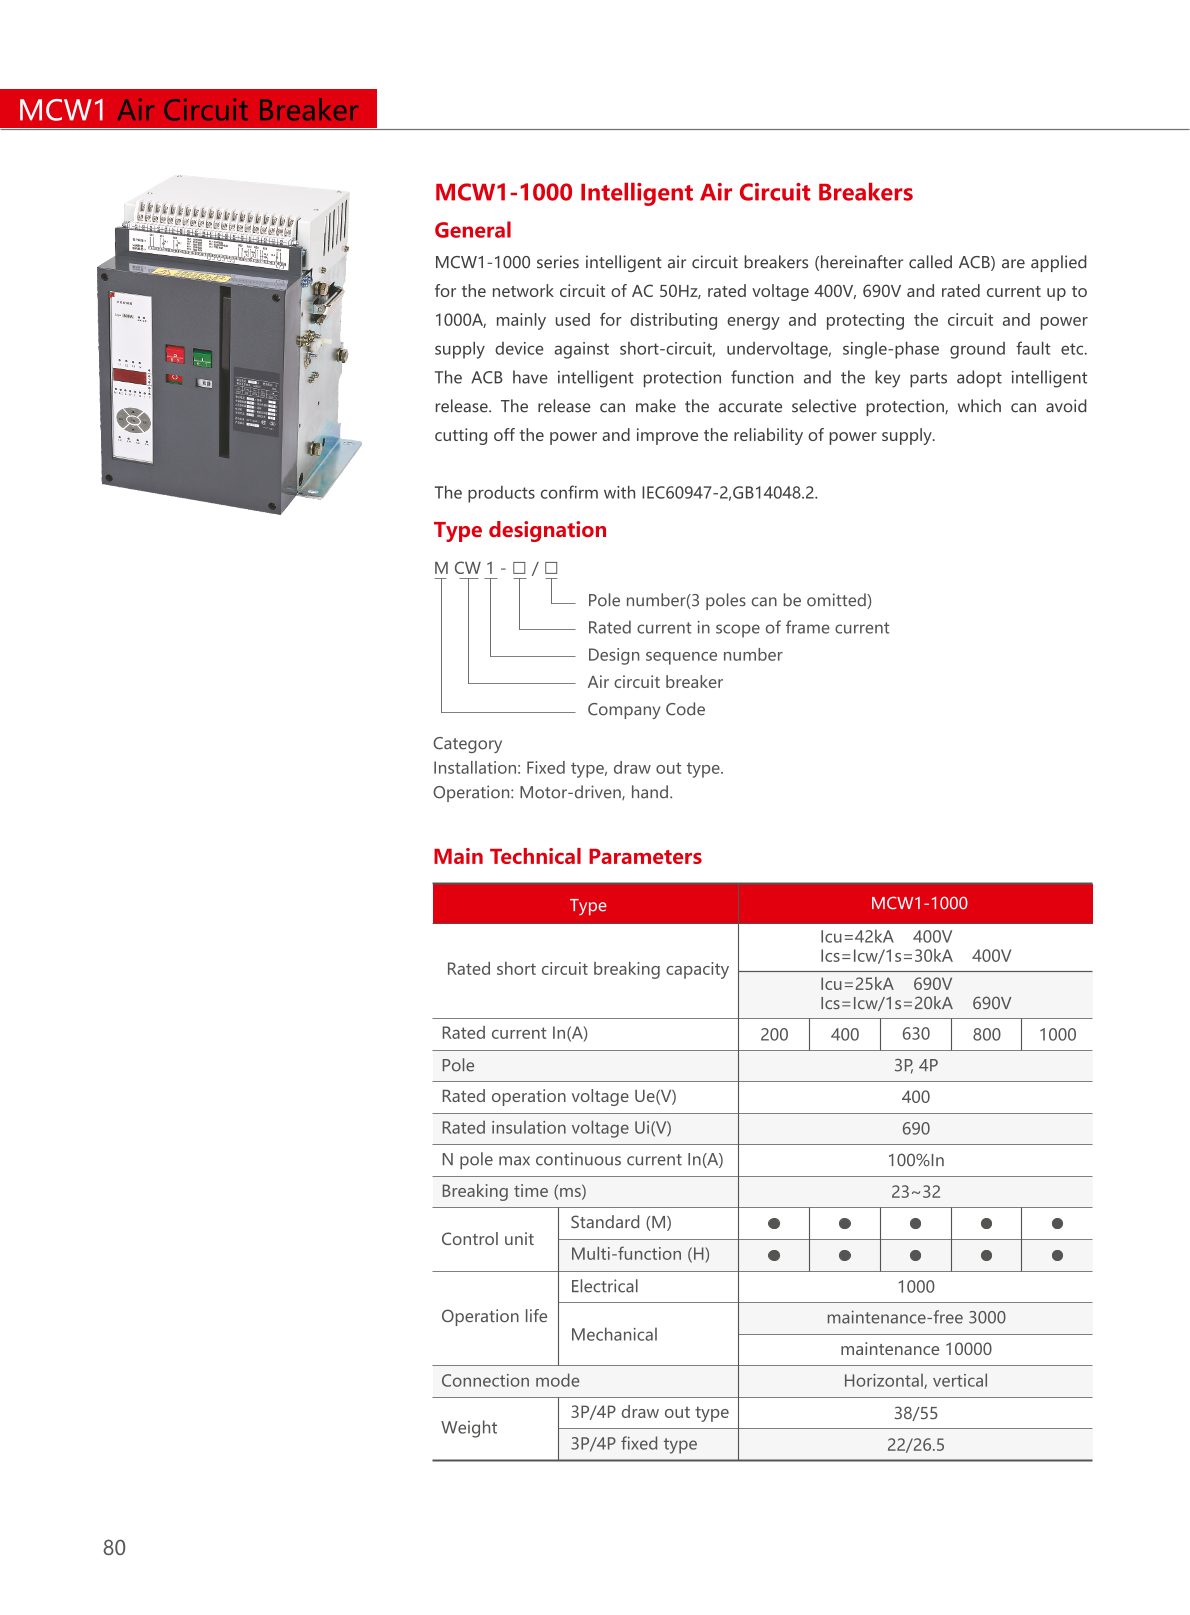 MCW1 Air Circuit Breaker
MCW1-1000 Intelligent Air Circuit Breakers
General
MCW1-1000 series intelligent air circuit breakers (hereinafter called ACB) are applied
for the network circuit of AC 50Hz, rated voltage 400V, 690V and rated current up to
1000A, mainly used for distributing energy and protecting the circuit and power
supply device against short-circuit, undervoltage, single-phase ground fault etc.
The ACB have intelligent protection function and the key parts adopt intelligent
release. The release can make the accurate selective protection, which can avoid
cutting off the power and improve the reliability of power supply.
The products confirm with IEC60947-2,GB14048.2.
Type designation
M CW 1 - □ / □
Pole number(3 poles can be omitted)
Rated current in scope of frame current
Design sequence number
Air circuit breaker
Company Code
Category
Installation: Fixed type, draw out type.
Operation: Motor-driven, hand.
Main Technical Parameters
Type MCW1-1000
Rated short circuit breaking capacity
Icu=42kA 400V
Ics=Icw/1s=30kA 400V
Icu=25kA 690V
Ics=Icw/1s=20kA 690V
Rated current In(A) 200 400 630 800 1000
Pole 3P, 4P
Rated operation voltage Ue(V) 400
Rated insulation voltage Ui(V) 690
N pole max continuous current In(A) 100%In
Breaking time (ms) 23~32
Control unit
Standard (M) ● ● ● ● ●
Multi-function (H) ● ● ● ● ●
Operation life
Electrical 1000
Mechanical
maintenance-free 3000
maintenance 10000
Connection mode Horizontal, vertical
Weight
3P/4P draw out type 38/55
3P/4P fixed type 22/26.5
80